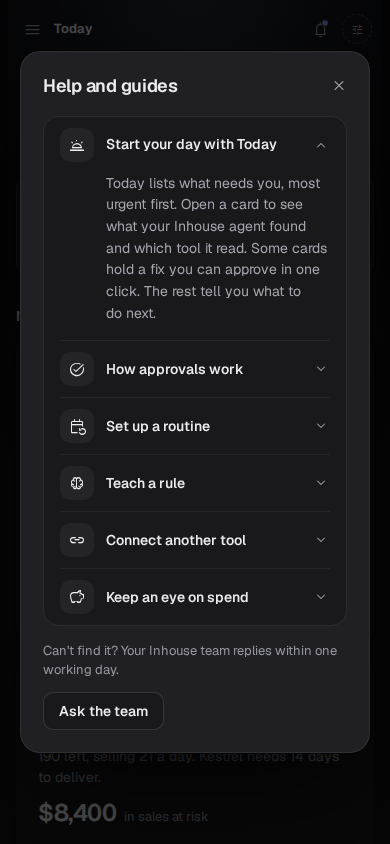 Today
Help and guides
Start your day with Today
Today lists what needs you, most
urgent first. Open a card to see
what your Inhouse agent found
and which tool it read. Some cards
hold a fix you can approve in one
click. The rest tell you what to
do next.
How approvals work
Set up a routine
Teach a rule
Connect another tool
Keep an eye on spend
Can't find it? Your Inhouse team replies within one
working day.
Ask the team
190 left, selling 21 a day. Kestrel needs 14 days
to deliver.
$8,400 in sales at risk